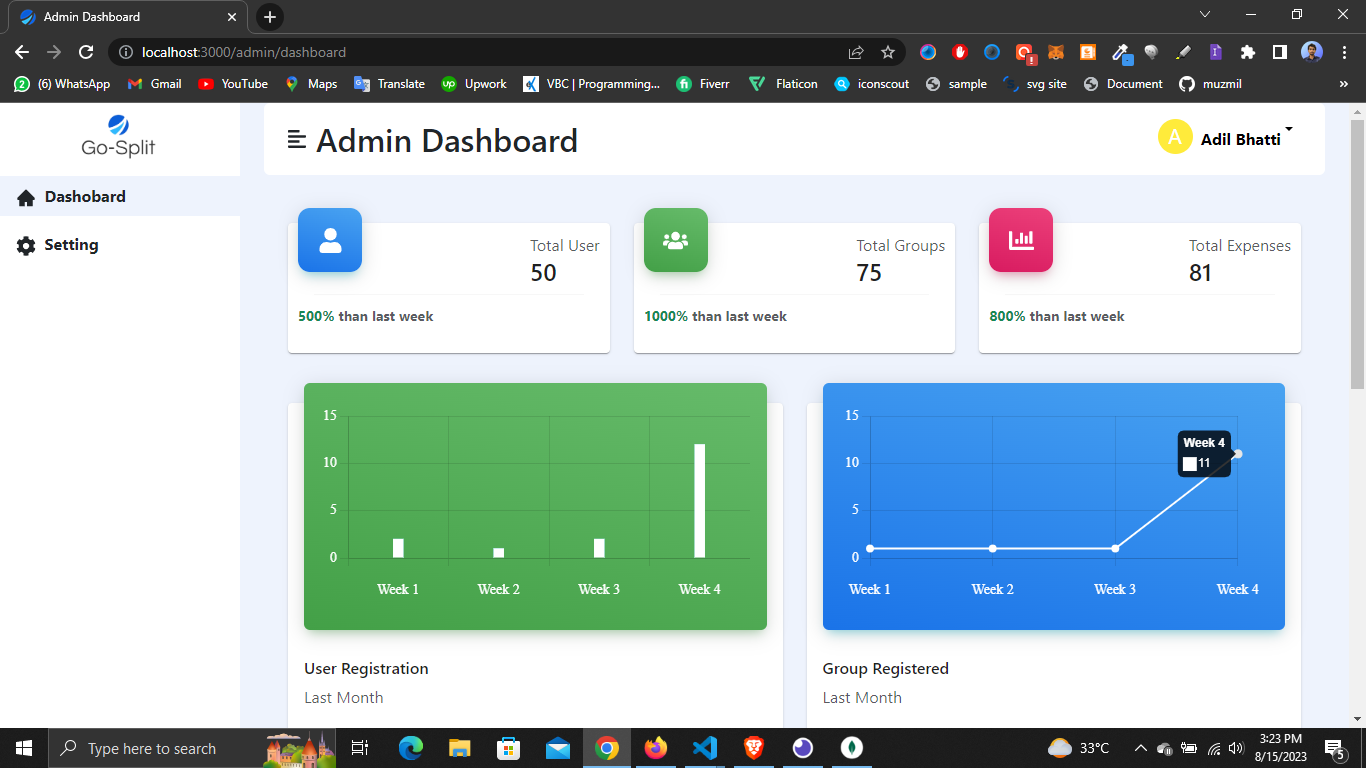 Admin Dashboard
localhost:3000/admin/dashboard
(6) WhatsApp
Gmail
YouTube
Maps
Translate
Upwork
VBC | Programming...
Fiverr
Flaticon
iconscout
sample
svg site
Document
muzmil
»
Go-Split
Admin Dashboard
A
Adil Bhatti
Dashobard
Setting
Total User
50
500% than last week
Total Groups
75
1000% than last week
Total Expenses
81
800% than last week
15
10
5
0
Week 1
Week 2
Week 3
Week 4
User Registration
Last Month
15
10
5
0
Week 4
11
Week 1
Week 2
Week 3
Week 4
Group Registered
Last Month
Type here to search
33°C
3:23 PM
8/15/2023
5